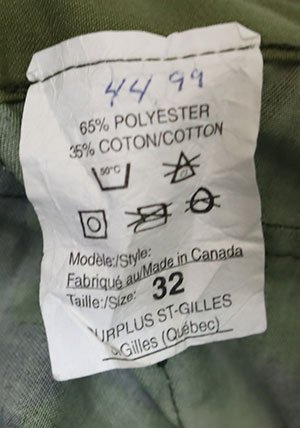 44 99
65% POLYESTER
35% COTON/COTTON
50°C
Modèle:/Style:
Fabriqué au/Made in Canada
Taille:/Size: 32
SURPLUS ST-GILLES
Gilles (Québec)